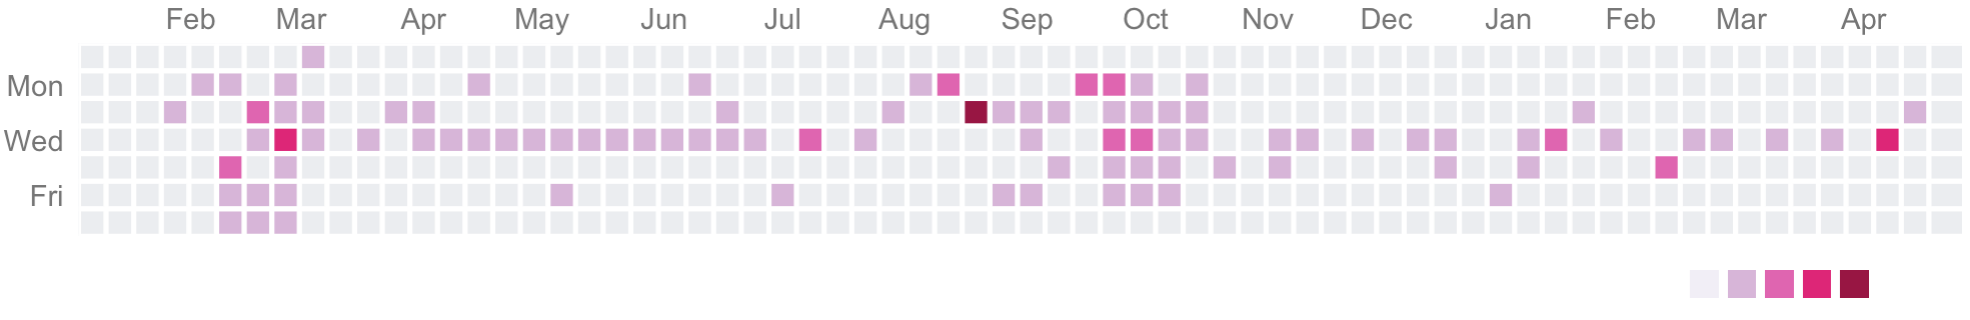 Feb Mar Apr May Jun Jul Aug Sep Oct Nov Dec Jan Feb Mar Apr
Mon
Wed
Fri